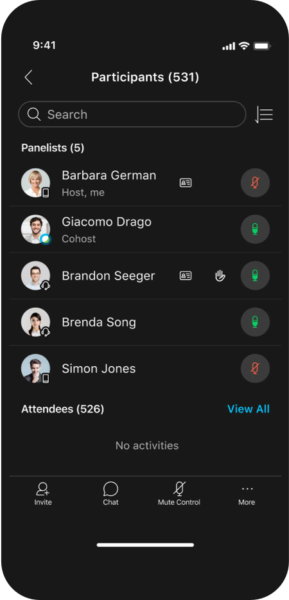 9:41
Participants (531)
Search
Panelists (5)
Barbara German
Host, me
Giacomo Drago
Cohost
Brandon Seeger
Brenda Song
Simon Jones
Attendees (526) View All
No activities
Invite Chat Mute Control More